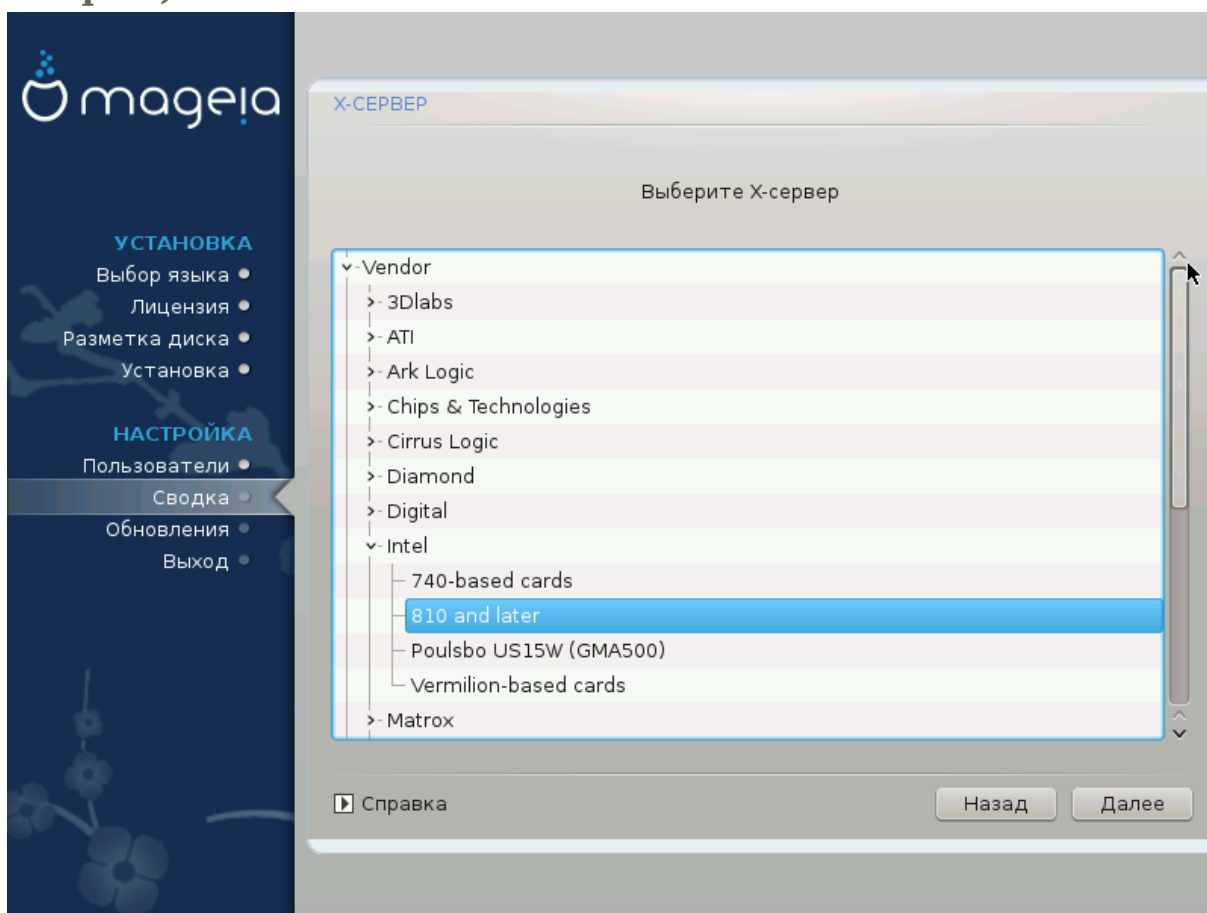 mageia
X-СЕРВЕР
Выберите X-сервер
УСТАНОВКА
Выбор языка
Лицензия
Разметка диска
Установка
НАСТРОЙКА
Пользователи
Сводка
Обновления
Выход
Vendor
3Dlabs
ATI
Ark Logic
Chips & Technologies
Cirrus Logic
Diamond
Digital
Intel
740-based cards
810 and later
Poulsbo US15W (GMA500)
Vermilion-based cards
Matrox
Справка
Назад
Далее